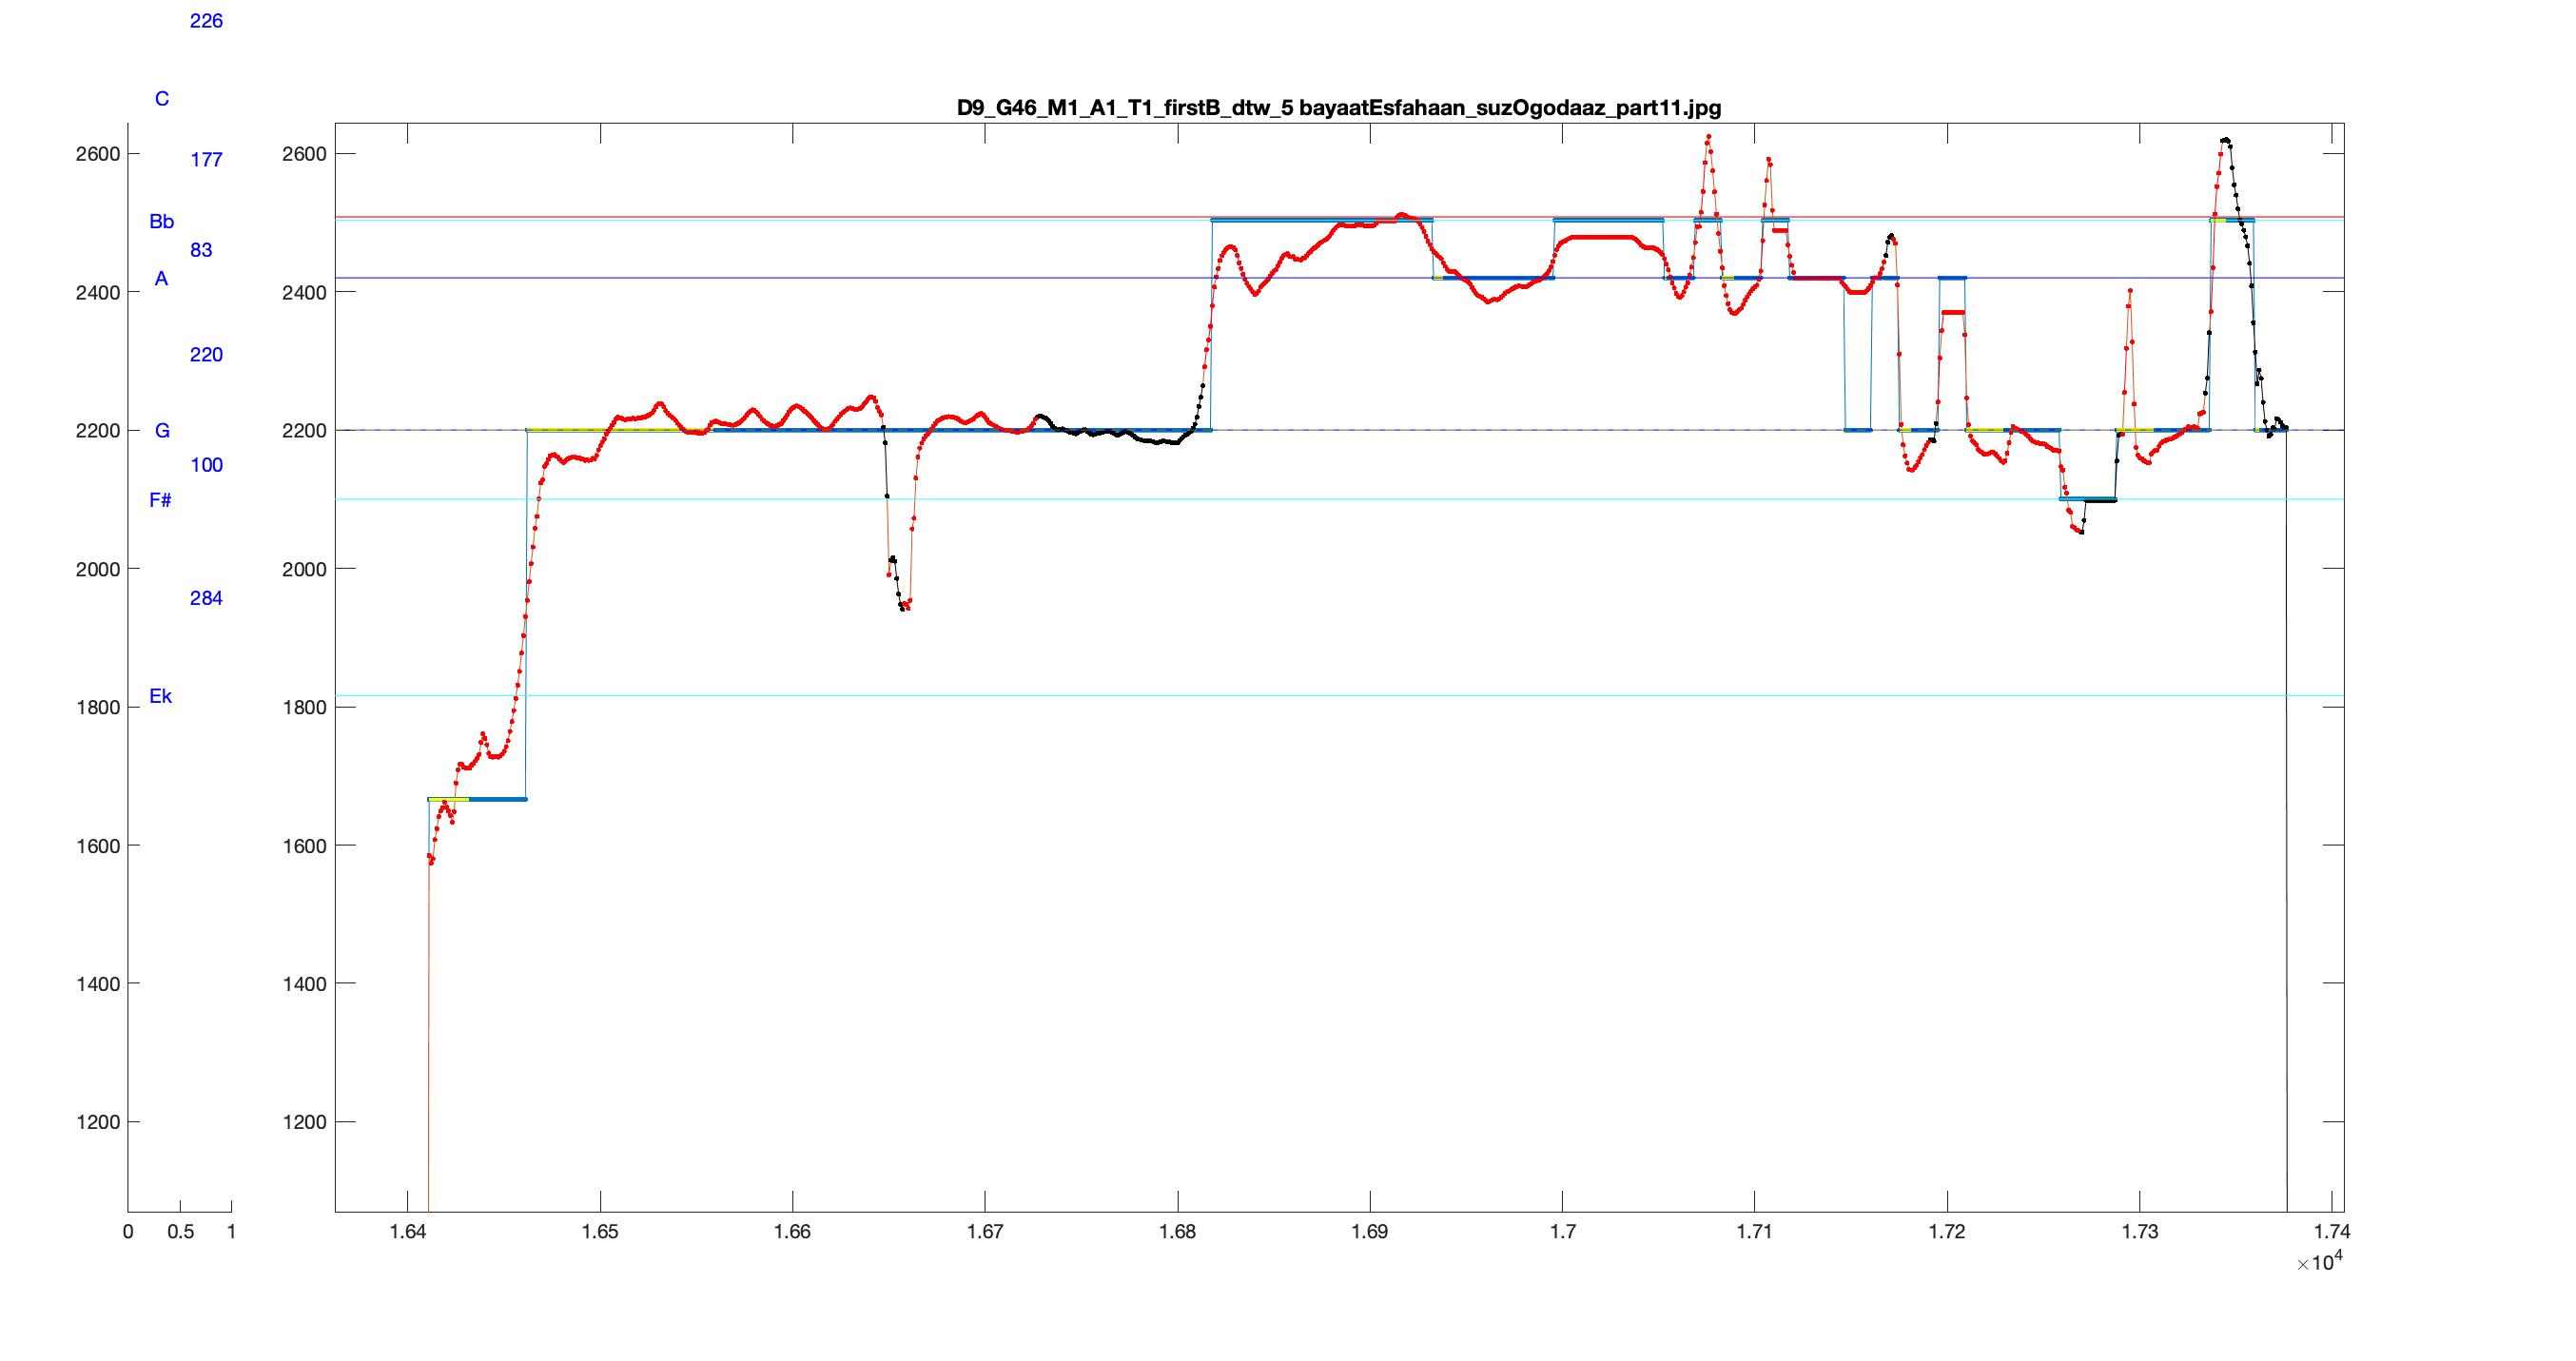 226
C
D9_G46_M1_A1_T1_firstB_dtw_5 bayaatEsfahaan_suzOgodaaz_part11.jpg
2600 177 2600
Bb
83
A
2400 2400
220
2200 G 2200
100
F#
2000 2000
284
Ek
1800 1800
1600 1600
1400 1400
1200 1200
0 0.5 1 1.64 1.65 1.66 1.67 1.68 1.69 1.7 1.71 1.72 1.73 1.74
×10⁴